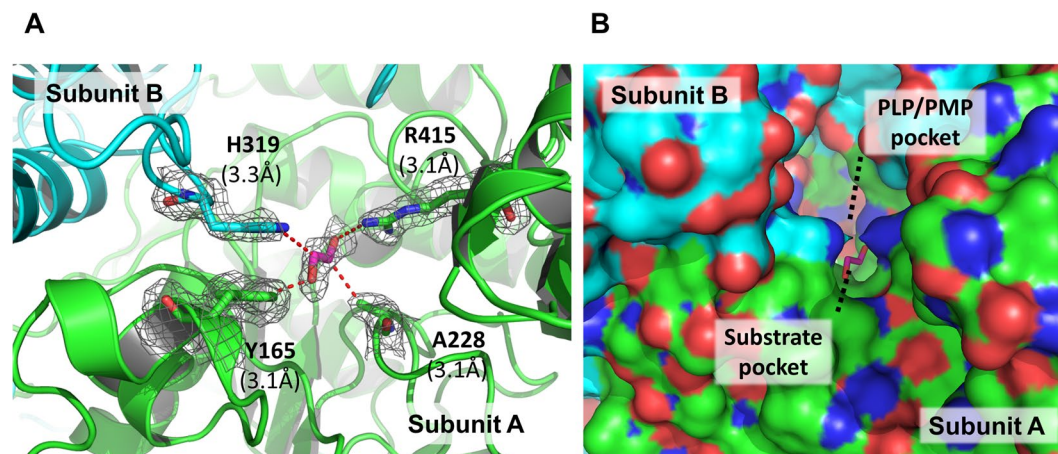 A
B
Subunit B
H319
(3.3Å)
R415
(3.1Å)
Y165
(3.1Å)
A228
(3.1Å)
Subunit A
Subunit B
PLP/PMP
pocket
Substrate
pocket
Subunit A